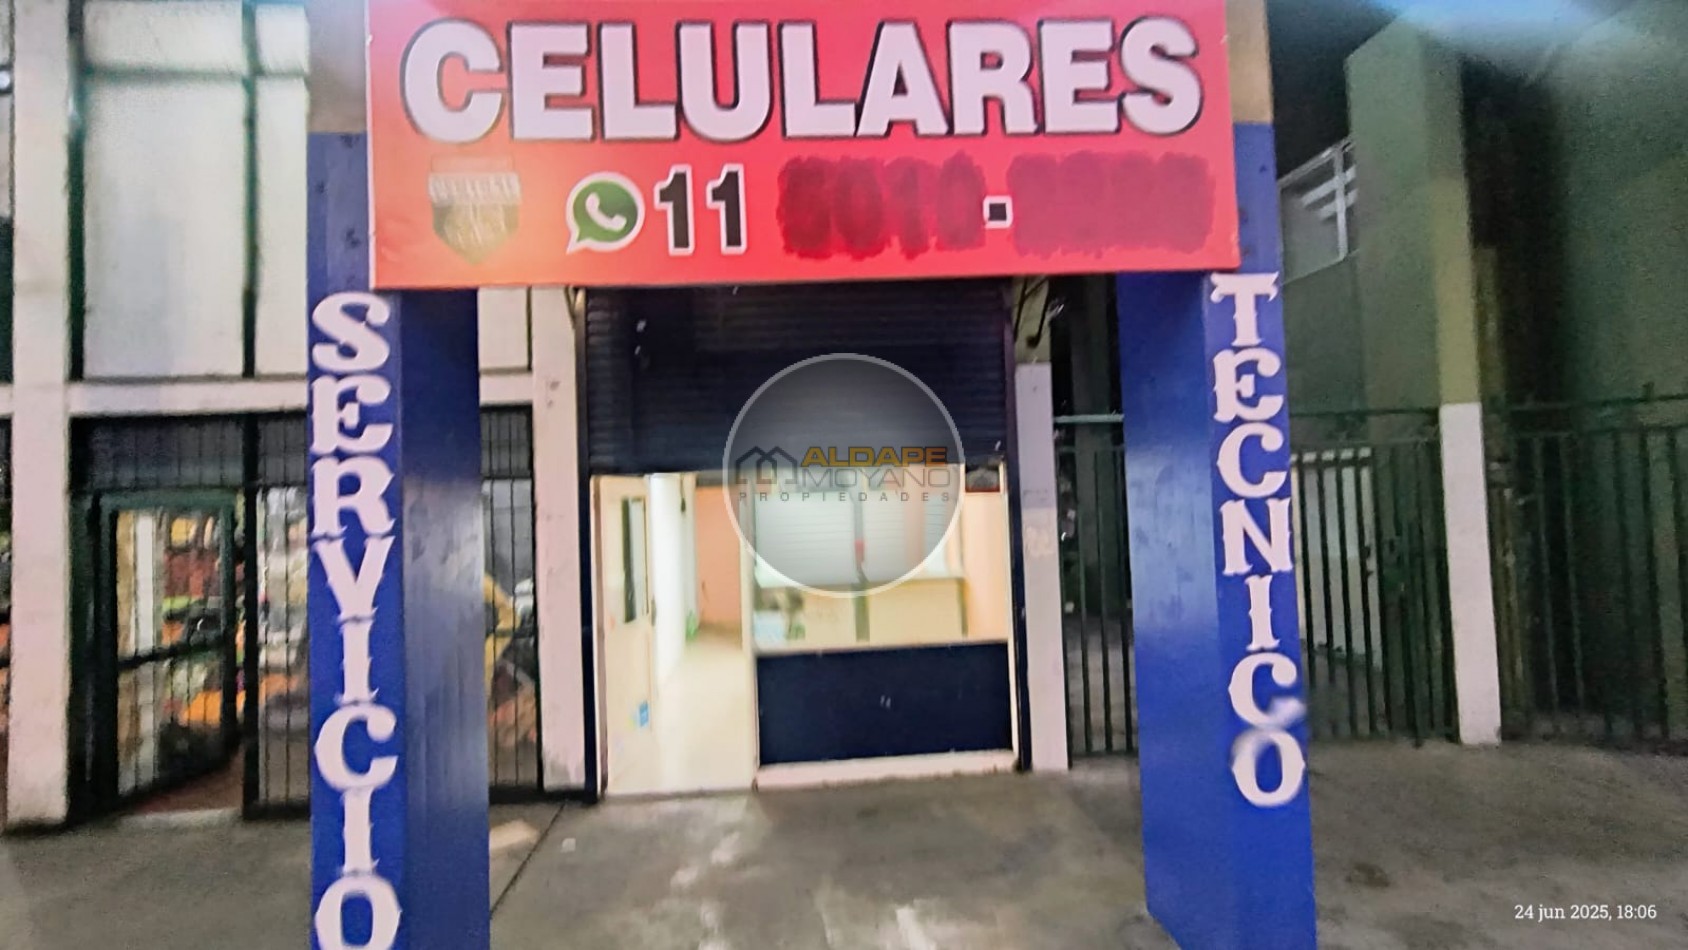 CELULARES
11
SERVICIO
TECNICO
ALDAPE
MOYANO
PROPIEDADES
24 jun 2025, 18:06